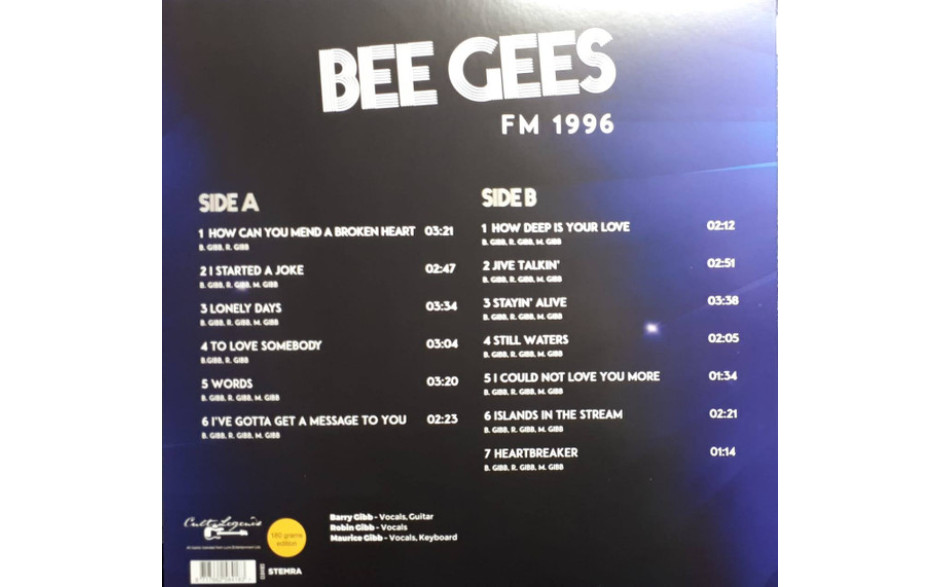 BEE GEES
FM 1996
SIDE A
1 HOW CAN YOU MEND A BROKEN HEART 03:21
B. GIBB, R. GIBB
2 I STARTED A JOKE 02:47
B. GIBB, R. GIBB, M. GIBB
3 LONELY DAYS 03:34
B. GIBB, R. GIBB, M. GIBB
4 TO LOVE SOMEBODY 03:04
B.GIBB, R. GIBB
5 WORDS 03:20
B. GIBB, R. GIBB, M. GIBB
6 I'VE GOTTA GET A MESSAGE TO YOU 02:23
B. GIBB, R. GIBB, M. GIBB
SIDE B
1 HOW DEEP IS YOUR LOVE 02:12
B. GIBB, R. GIBB, M. GIBB
2 JIVE TALKIN' 02:51
B. GIBB, R. GIBB, M. GIBB
3 STAYIN' ALIVE 03:38
B. GIBB, R. GIBB, M. GIBB
4 STILL WATERS 02:05
B. GIBB, R. GIBB, M. GIBB
5 I COULD NOT LOVE YOU MORE 01:34
B. GIBB, R. GIBB, M. GIBB
6 ISLANDS IN THE STREAM 02:21
B. GIBB, R. GIBB, M. GIBB
7 HEARTBREAKER 01:14
B. GIBB, R. GIBB, M. GIBB
Cult Legends
180 grams
edition
Barry Gibb - Vocals, Guitar
Robin Gibb - Vocals
Maurice Gibb - Vocals, Keyboard
STEMRA